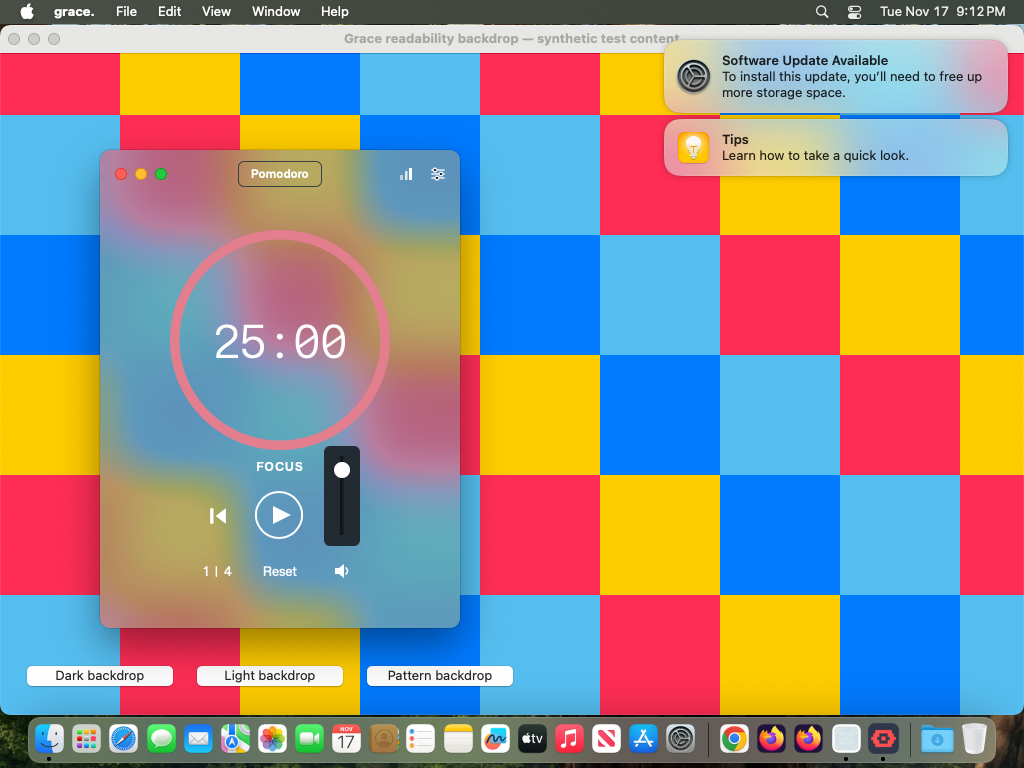 grace. File Edit View Window Help Tue Nov 17 9:12 PM
Grace readability backdrop — synthetic test content
Software Update Available
To install this update, you'll need to free up
more storage space.
Tips
Learn how to take a quick look.
Pomodoro
25:00
FOCUS
1 | 4 Reset
Dark backdrop Light backdrop Pattern backdrop
NOV
17
tv